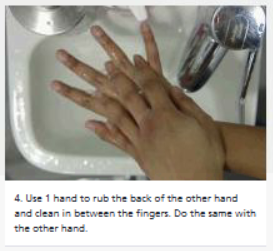 4. Use 1 hand to rub the back of the other hand
and clean in between the fingers. Do the same with
the other hand.